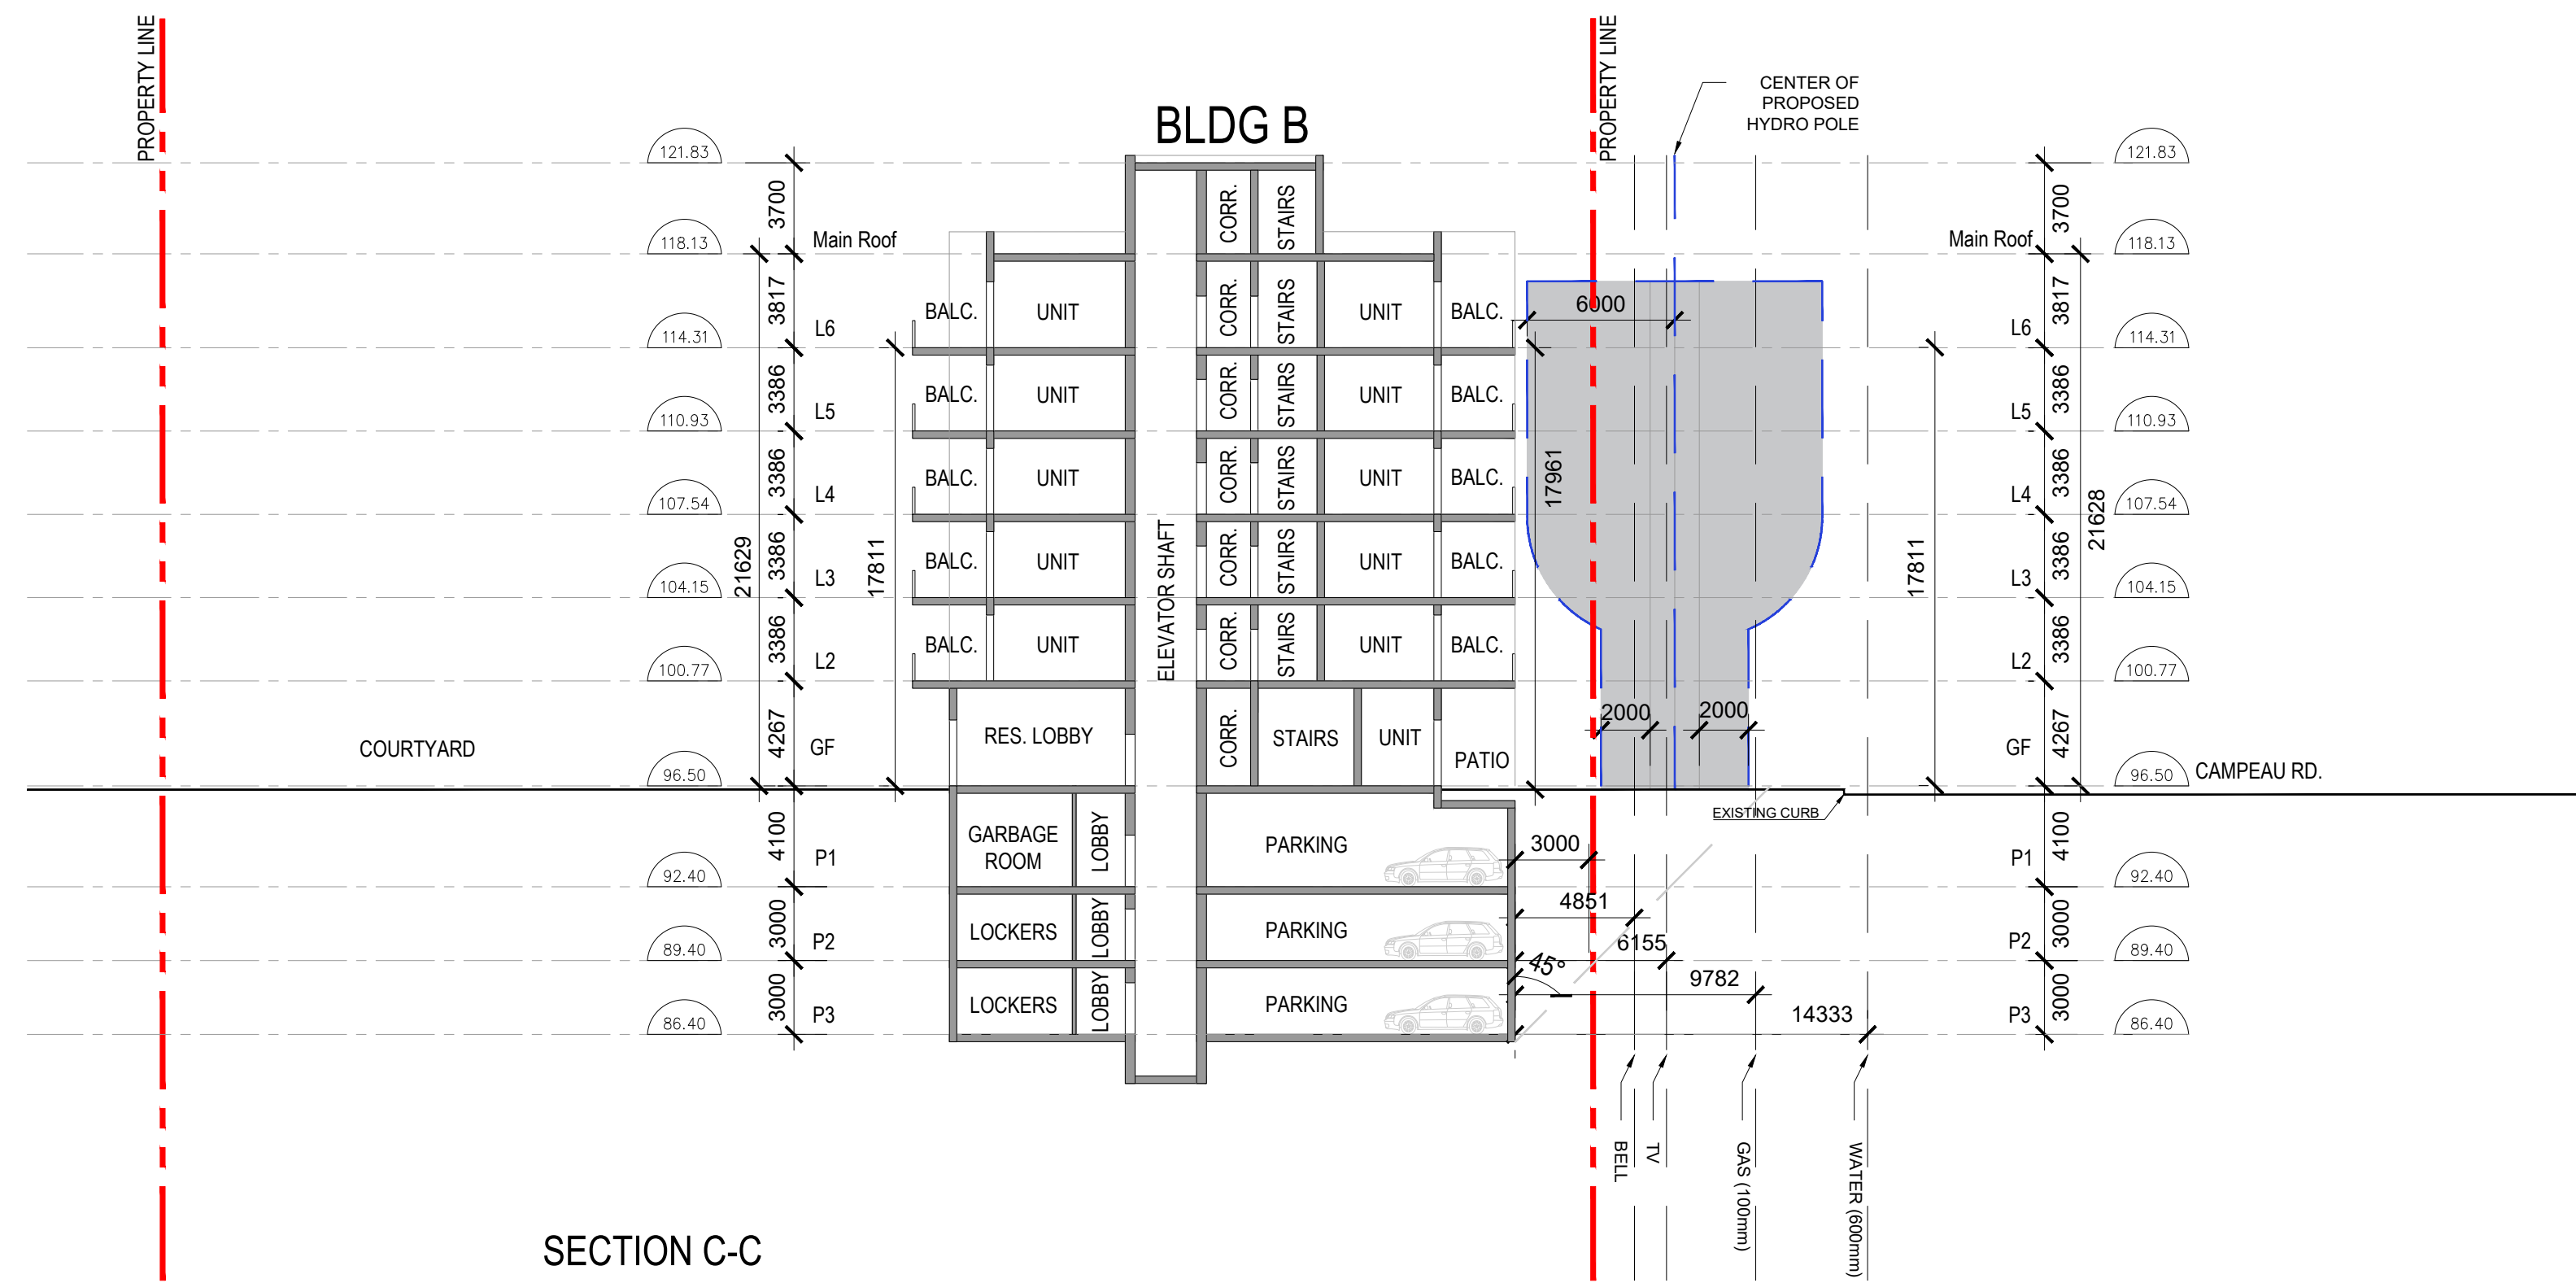 PROPERTY LINE
PROPERTY LINE
CENTER OF
PROPOSED
HYDRO POLE
BLDG B
121.83
3700
CORR.
STAIRS
3700
121.83
118.13
Main Roof
Main Roof
118.13
3817
BALC.
UNIT
CORR.
STAIRS
UNIT
BALC.
6000
3817
114.31
L6
L6
114.31
3386
BALC.
UNIT
CORR.
STAIRS
UNIT
BALC.
3386
110.93
L5
L5
110.93
3386
BALC.
UNIT
CORR.
STAIRS
UNIT
BALC.
17961
3386
107.54
L4
L4
107.54
21629
17811
ELEVATOR SHAFT
17811
21628
3386
BALC.
UNIT
CORR.
STAIRS
UNIT
BALC.
3386
104.15
L3
L3
104.15
3386
BALC.
UNIT
CORR.
STAIRS
UNIT
BALC.
3386
100.77
L2
L2
100.77
COURTYARD
4267
GF
RES. LOBBY
CORR.
STAIRS
UNIT
PATIO
2000
2000
GF
4267
96.50
96.50
CAMPEAU RD.
EXISTING CURB
4100
P1
GARBAGE
ROOM
LOBBY
PARKING
3000
P1
4100
92.40
92.40
3000
P2
LOCKERS
LOBBY
PARKING
4851
6155
P2
3000
89.40
89.40
3000
P3
LOCKERS
LOBBY
PARKING
45°
9782
14333
P3
3000
86.40
86.40
BELL
TV
GAS (100mm)
WATER (600mm)
SECTION C-C